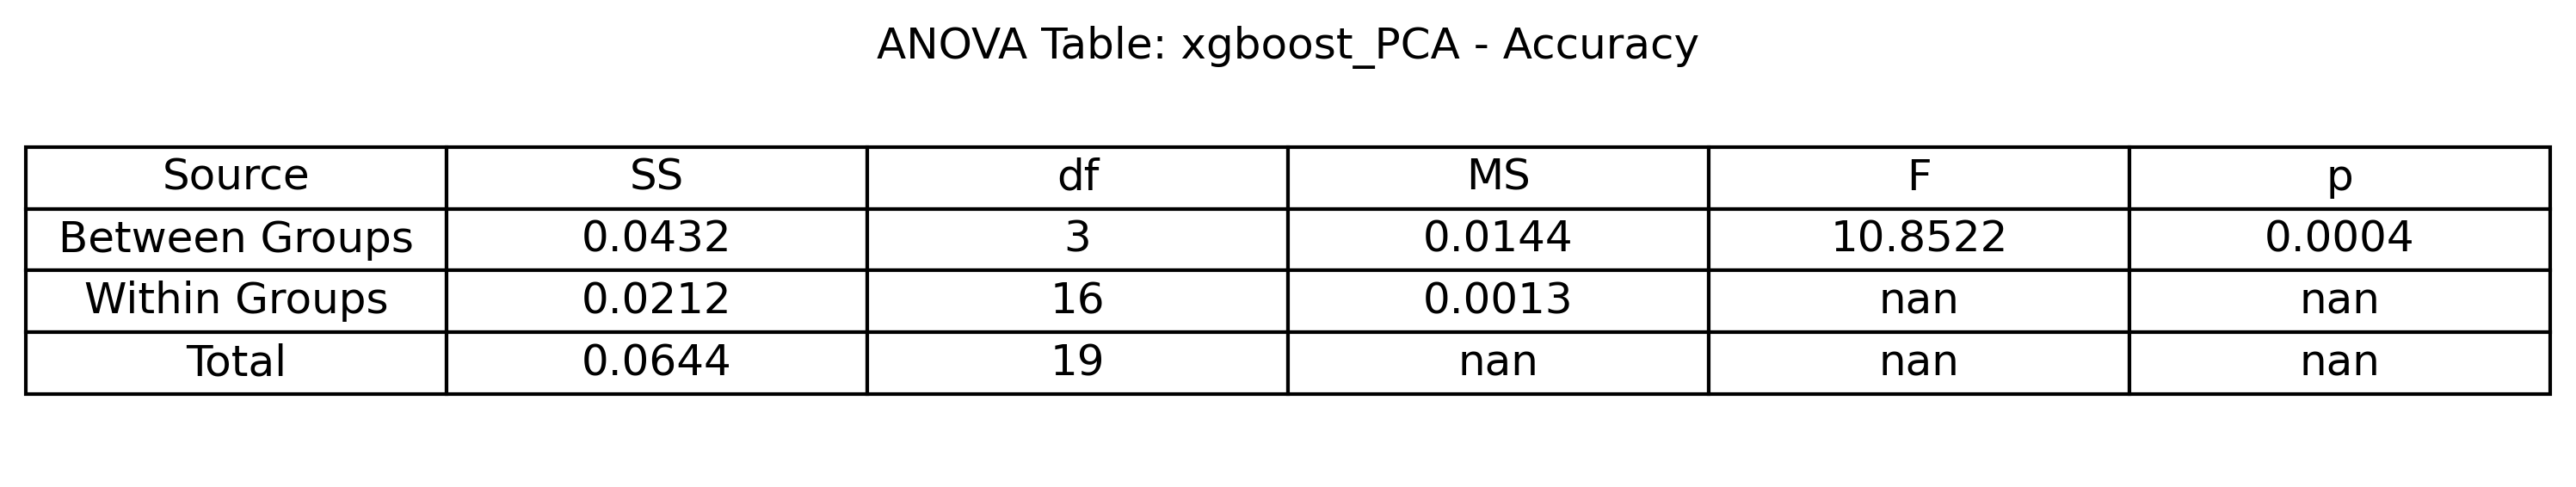 ANOVA Table: xgboost_PCA - Accuracy
Source SS df MS F p
Between Groups 0.0432 3 0.0144 10.8522 0.0004
Within Groups 0.0212 16 0.0013 nan nan
Total 0.0644 19 nan nan nan